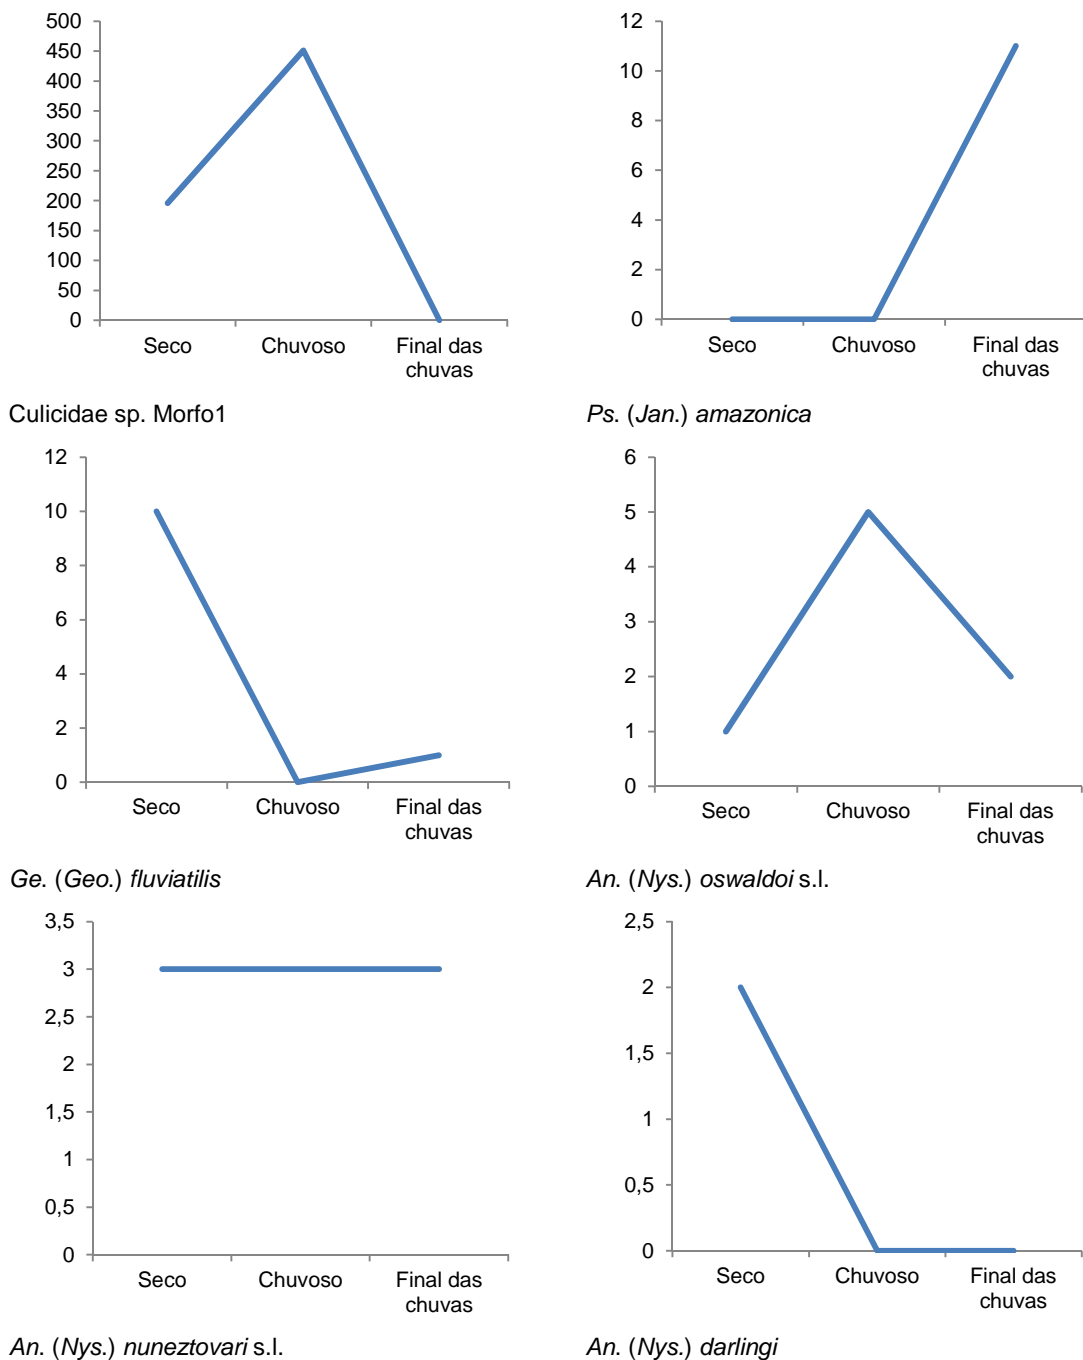 500
450
400
350
300
250
200
150
100
50
0
Seco Chuvoso Final das
chuvas
Culicidae sp. Morfo1
12
10
8
6
4
2
0
Seco Chuvoso Final das
chuvas
Ps. (Jan.) amazonica
12
10
8
6
4
2
0
Seco Chuvoso Final das
chuvas
Ge. (Geo.) fluviatilis
6
5
4
3
2
1
0
Seco Chuvoso Final das
chuvas
An. (Nys.) oswaldoi s.l.
3,5
3
2,5
2
1,5
1
0,5
0
Seco Chuvoso Final das
chuvas
An. (Nys.) nuneztovari s.l.
2,5
2
1,5
1
0,5
0
Seco Chuvoso Final das
chuvas
An. (Nys.) darlingi